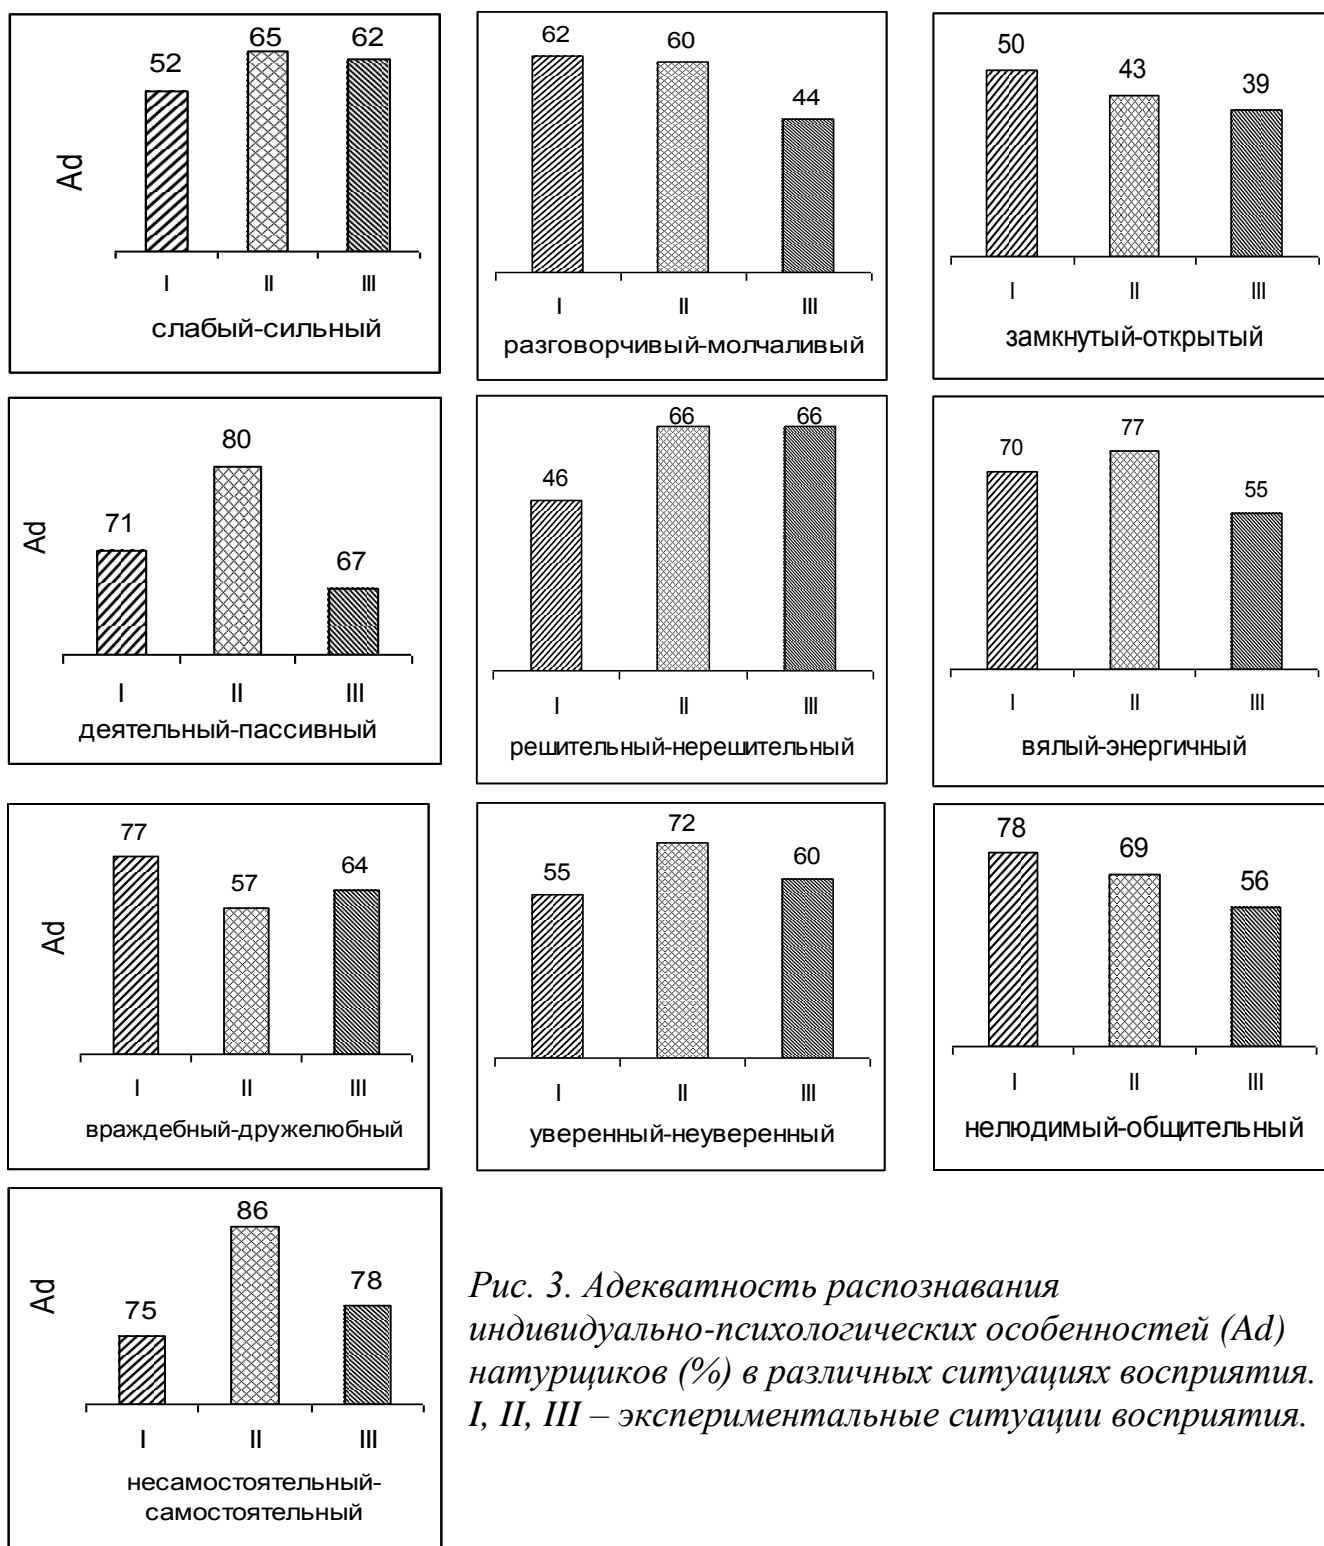 52
65
62
Ad
I
II
III
слабый-сильный
62
60
44
I
II
III
разговорчивый-молчаливый
50
43
39
I
II
III
замкнутый-открытый
71
80
67
Ad
I
II
III
деятельный-пассивный
46
66
66
I
II
III
решительный-нерешительный
70
77
55
I
II
III
вялый-энергичный
77
57
64
Ad
I
II
III
враждебный-дружелюбный
55
72
60
I
II
III
уверенный-неуверенный
78
69
56
I
II
III
нелюдимый-общительный
75
86
78
Ad
I
II
III
несамостоятельный-
самостоятельный
Рис. 3. Адекватность распознавания
индивидуально-психологических особенностей (Ad)
натурщиков (%) в различных ситуациях восприятия.
I, II, III – экспериментальные ситуации восприятия.